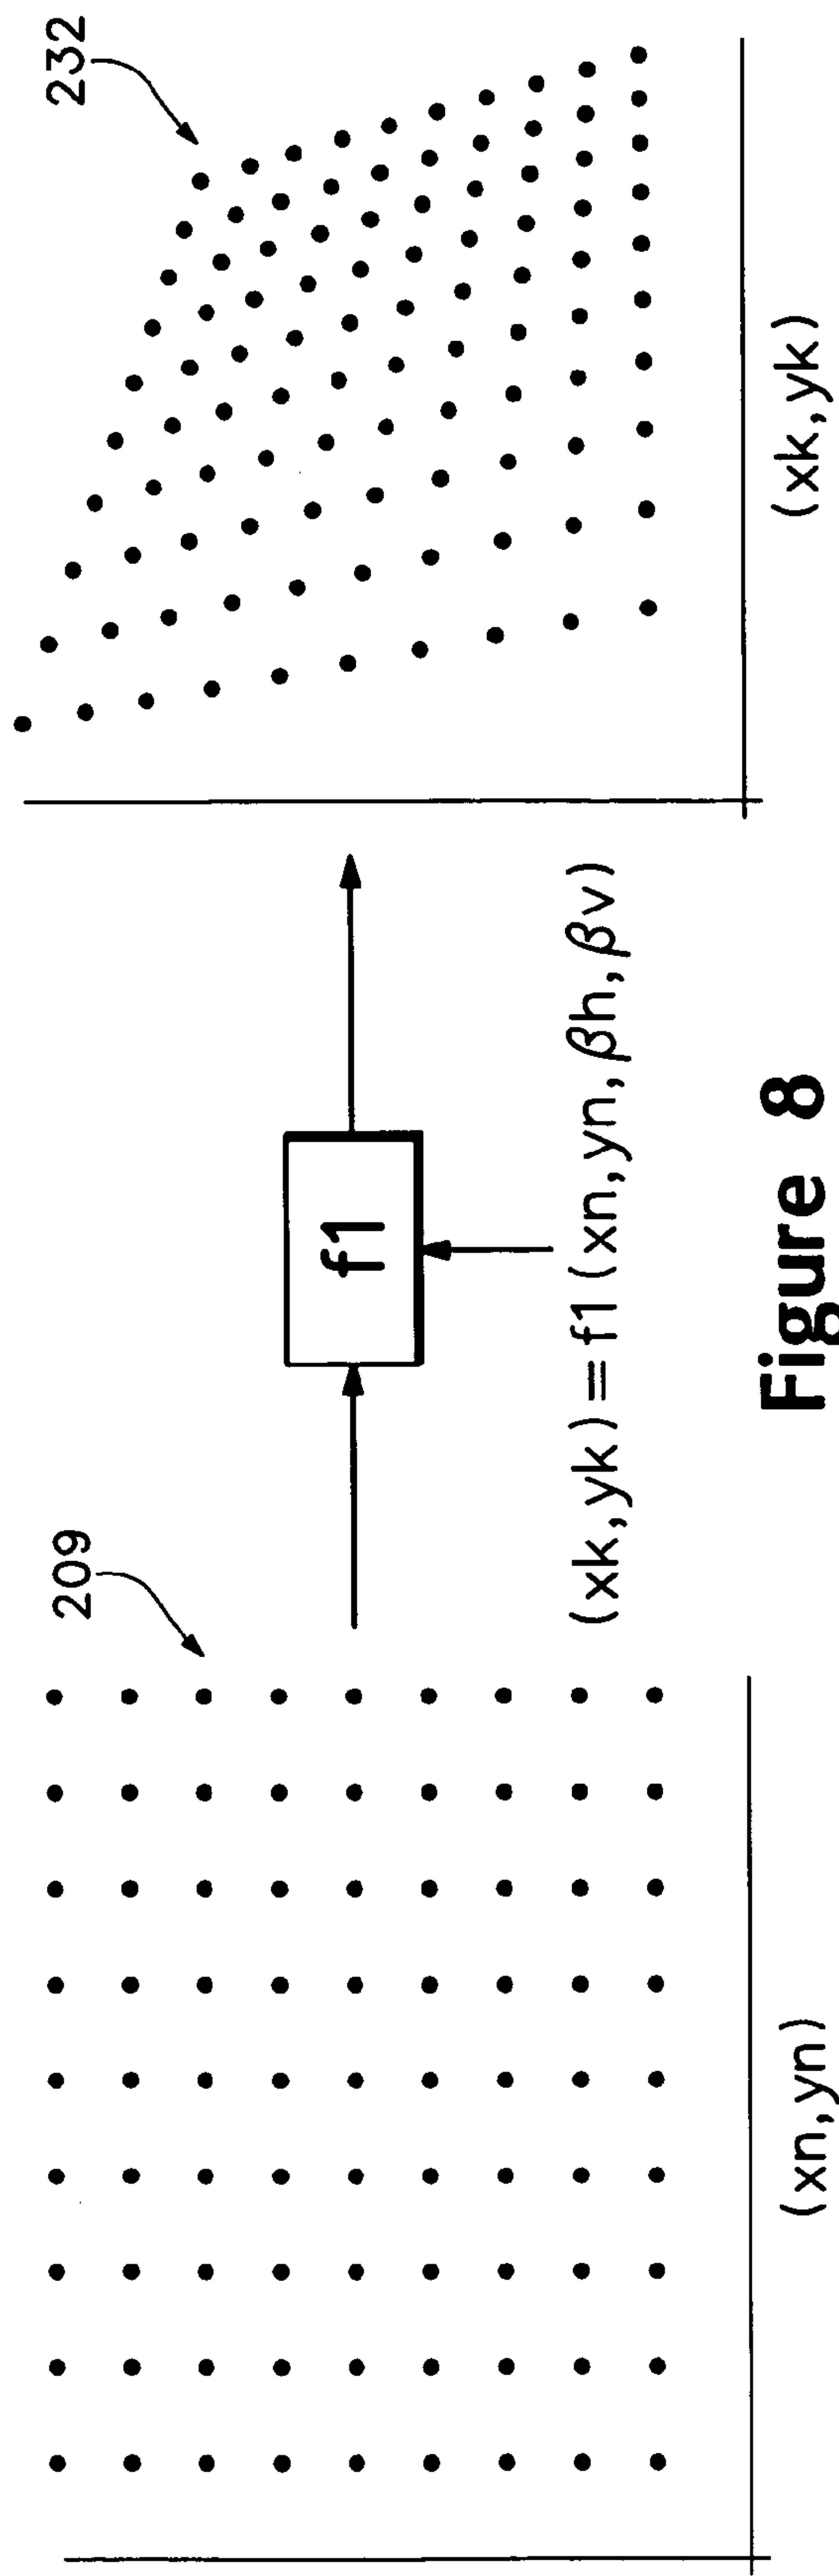 209
(xn,yn)
f1
(xk,yk)=f1(xn,yn,βh,βv)
232
(xk,yk)
Figure 8